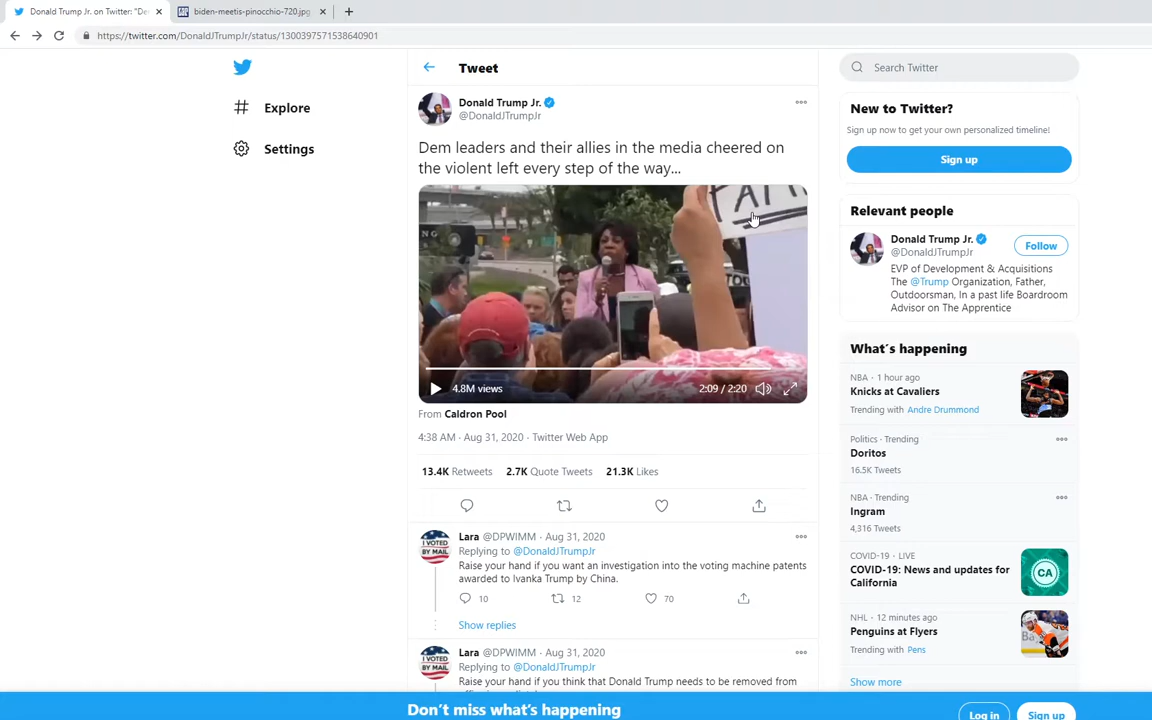 Donald Trump Jr. on Twitter: "De
biden-meetis-pinocchio-720.jpg
https://twitter.com/DonaldJTrumpJr/status/1300397571538640901
Explore
Settings
Tweet
Donald Trump Jr.
@DonaldJTrumpJr
Dem leaders and their allies in the media cheered on
the violent left every step of the way...
4.8M views
2:09 / 2:20
From Caldron Pool
4:38 AM · Aug 31, 2020 · Twitter Web App
13.4K Retweets 2.7K Quote Tweets 21.3K Likes
I VOTED
BY MAIL
Lara @DPWIMM · Aug 31, 2020
Replying to @DonaldJTrumpJr
Raise your hand if you want an investigation into the voting machine patents
awarded to Ivanka Trump by China.
10 12 70
Show replies
I VOTED
BY MAIL
Lara @DPWIMM · Aug 31, 2020
Replying to @DonaldJTrumpJr
Raise your hand if you think that Donald Trump needs to be removed from
Search Twitter
New to Twitter?
Sign up now to get your own personalized timeline!
Sign up
Relevant people
Donald Trump Jr.
@DonaldJTrumpJr
Follow
EVP of Development & Acquisitions
The @Trump Organization, Father,
Outdoorsman, In a past life Boardroom
Advisor on The Apprentice
What's happening
NBA · 1 hour ago
Knicks at Cavaliers
Trending with Andre Drummond
Politics · Trending
Doritos
16.5K Tweets
NBA · Trending
Ingram
4,316 Tweets
COVID-19 · LIVE
COVID-19: News and updates for
California
CA
NHL · 12 minutes ago
Penguins at Flyers
Trending with Pens
Show more
Don't miss what's happening
Log in
Sign up